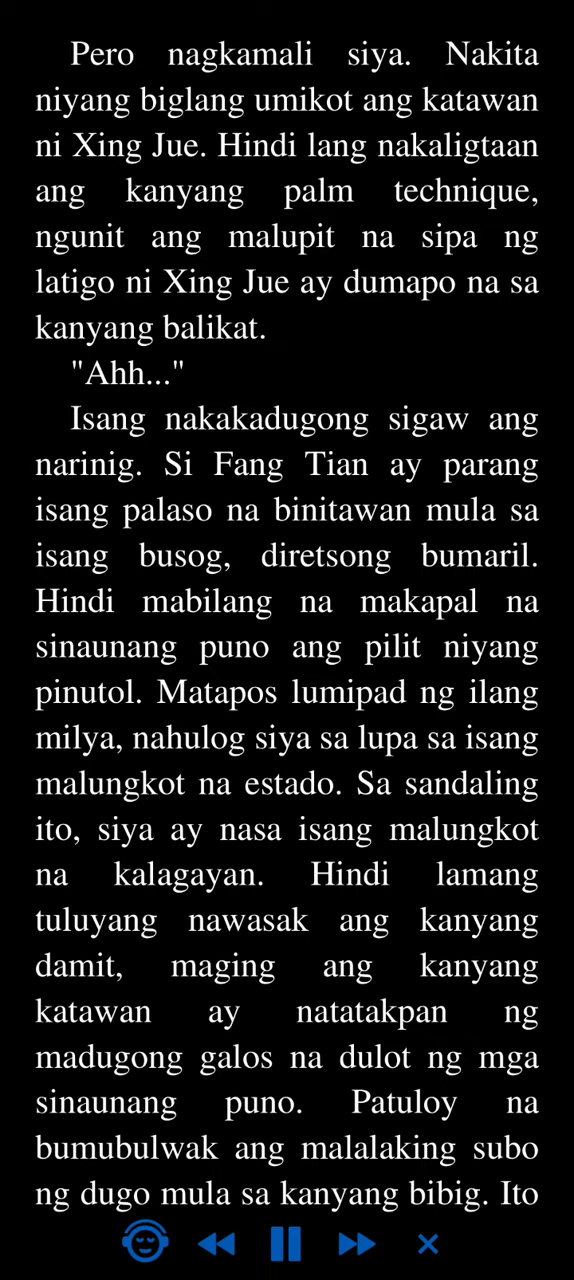 Pero nagkamali siya. Nakita
niyang biglang umikot ang katawan
ni Xing Jue. Hindi lang nakaligtaan
ang kanyang palm technique,
ngunit ang malupit na sipa ng
latigo ni Xing Jue ay dumapo na sa
kanyang balikat.
"Ahh..."
Isang nakakadugong sigaw ang
narinig. Si Fang Tian ay parang
isang palaso na binitawan mula sa
isang busog, diretsong bumaril.
Hindi mabilang na makapal na
sinaunang puno ang pilit niyang
pinutol. Matapos lumipad ng ilang
milya, nahulog siya sa lupa sa isang
malungkot na estado. Sa sandaling
ito, siya ay nasa isang malungkot
na kalagayan. Hindi lamang
tuluyang nawasak ang kanyang
damit, maging ang kanyang
katawan ay natatakpan ng
madugong galos na dulot ng mga
sinaunang puno. Patuloy na
bumubulwak ang malalaking subo
ng dugo mula sa kanyang bibig. Ito